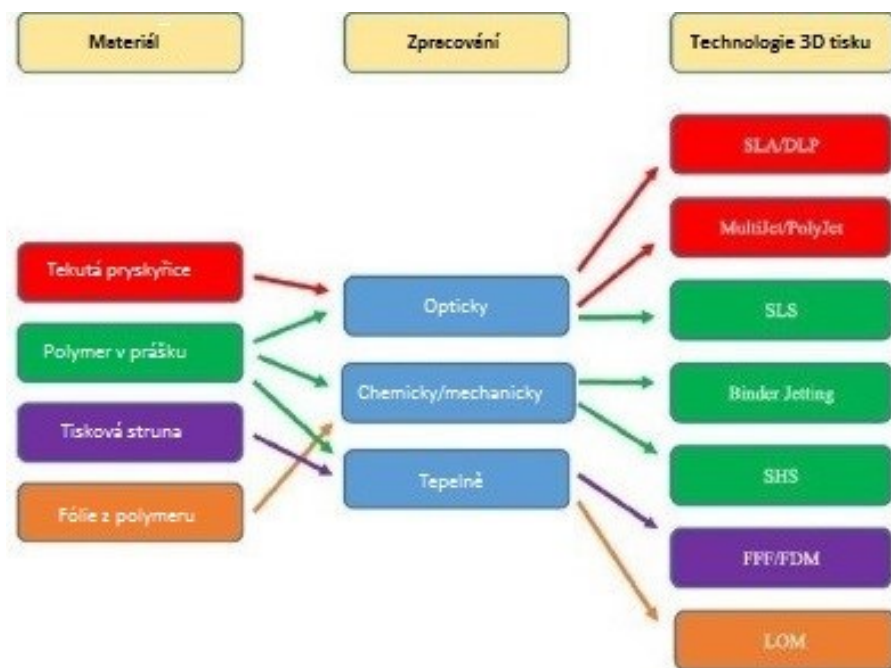 Materiál
Zpracování
Technologie 3D tisku
SLA/DLP
MultiJet/PolyJet
Tekutá pryskyřice
Opticky
SLS
Polymer v prášku
Chemicky/mechanicky
Binder Jetting
Tisková struna
Tepelně
SHS
Fólie z polymeru
FFF/FDM
LOM